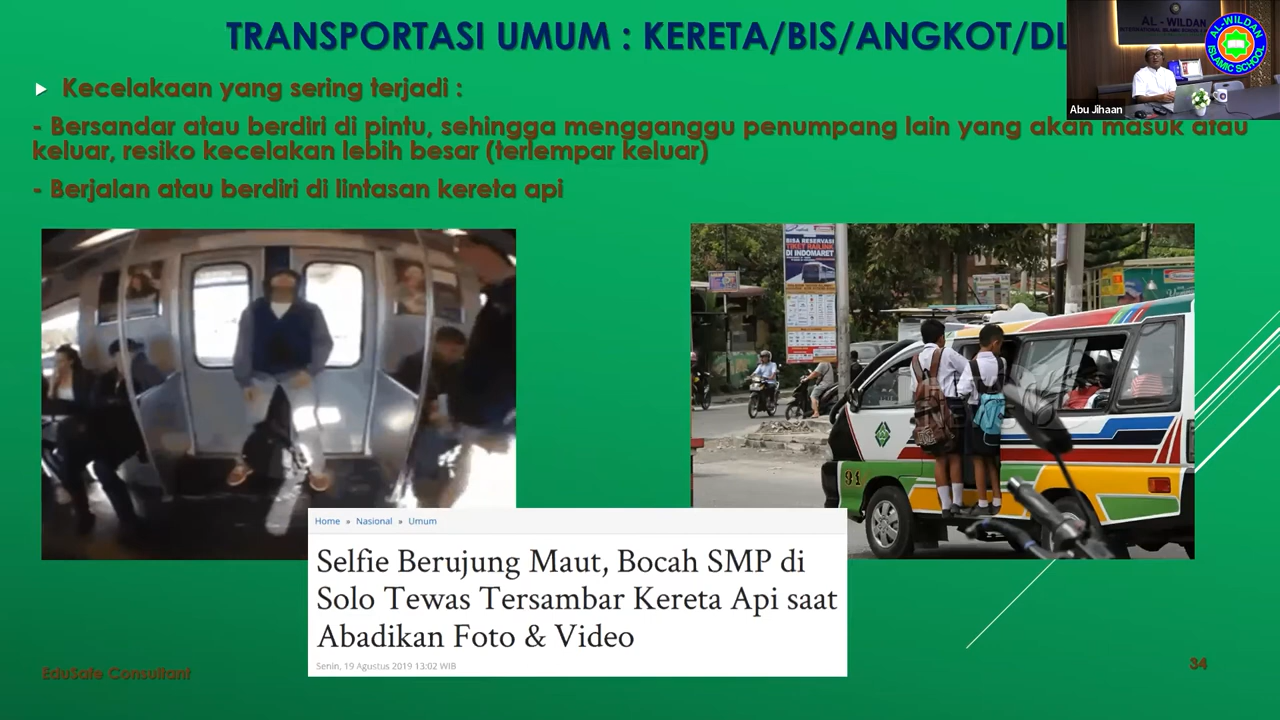 TRANSPORTASI UMUM : KERETA/BIS/ANGKOT/DL
AL - WILDAN
AL-WILDAN ISLAMIC SCHOOL
Abu Jihaan
Kecelakaan yang sering terjadi :
- Bersandar atau berdiri di pintu, sehingga mengganggu penumpang lain yang akan masuk atau
keluar, resiko kecelakan lebih besar (terlempar keluar)
- Berjalan atau berdiri di lintasan kereta api
BISA RESERVASI
TIKET RAILINK
DI INDOMARET
91
Home » Nasional » Umum
Selfie Berujung Maut, Bocah SMP di
Solo Tewas Tersambar Kereta Api saat
Abadikan Foto & Video
Senin, 19 Agustus 2019 13:02 WIB
EduSafe Consultant
34